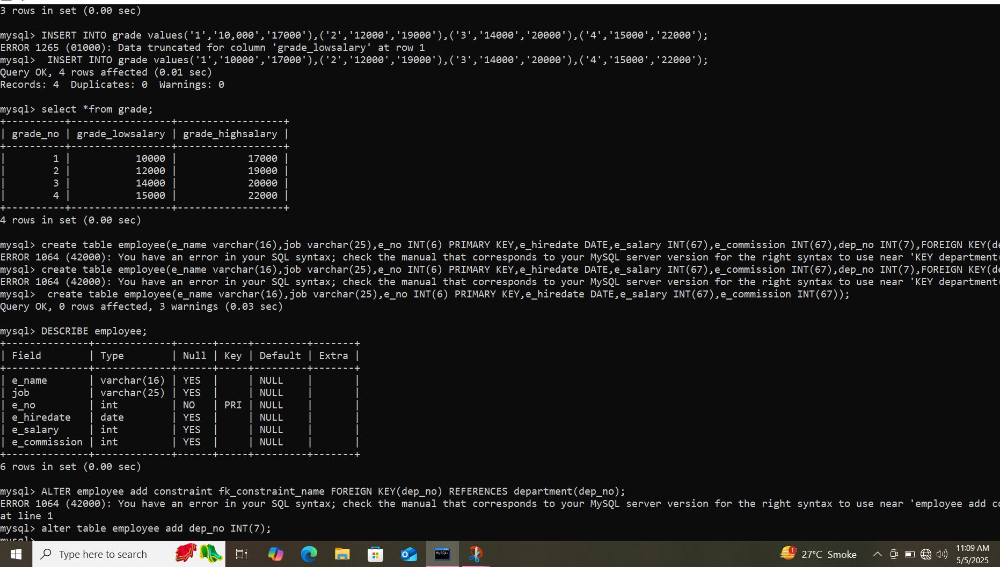 3 rows in set (0.00 sec)
mysql> INSERT INTO grade values('1','10,000','17000'),('2','12000','19000'),('3','14000','20000'),('4','15000','22000');
ERROR 1265 (01000): Data truncated for column 'grade_lowsalary' at row 1
mysql>  INSERT INTO grade values('1','10000','17000'),('2','12000','19000'),('3','14000','20000'),('4','15000','22000');
Query OK, 4 rows affected (0.01 sec)
Records: 4  Duplicates: 0  Warnings: 0
mysql> select *from grade;
+----------+-----------------+------------------+
| grade_no | grade_lowsalary | grade_highsalary |
+----------+-----------------+------------------+
|        1 |           10000 |            17000 |
|        2 |           12000 |            19000 |
|        3 |           14000 |            20000 |
|        4 |           15000 |            22000 |
+----------+-----------------+------------------+
4 rows in set (0.00 sec)
mysql> create table employee(e_name varchar(16),job varchar(25),e_no INT(6) PRIMARY KEY,e_hiredate DATE,e_salary INT(67),e_commission INT(67),dep_no INT(7),FOREIGN KEY(de
ERROR 1064 (42000): You have an error in your SQL syntax; check the manual that corresponds to your MySQL server version for the right syntax to use near 'KEY department(
mysql> create table employee(e_name varchar(16),job varchar(25),e_no INT(6) PRIMARY KEY,e_hiredate DATE,e_salary INT(67),e_commission INT(67),dep_no INT(7),FOREIGN KEY(de
ERROR 1064 (42000): You have an error in your SQL syntax; check the manual that corresponds to your MySQL server version for the right syntax to use near 'KEY department(
mysql>  create table employee(e_name varchar(16),job varchar(25),e_no INT(6) PRIMARY KEY,e_hiredate DATE,e_salary INT(67),e_commission INT(67));
Query OK, 0 rows affected, 3 warnings (0.03 sec)
mysql> DESCRIBE employee;
+--------------+-------------+------+-----+---------+-------+
| Field        | Type        | Null | Key | Default | Extra |
+--------------+-------------+------+-----+---------+-------+
| e_name       | varchar(16) | YES  |     | NULL    |       |
| job          | varchar(25) | YES  |     | NULL    |       |
| e_no         | int         | NO   | PRI | NULL    |       |
| e_hiredate   | date        | YES  |     | NULL    |       |
| e_salary     | int         | YES  |     | NULL    |       |
| e_commission | int         | YES  |     | NULL    |       |
+--------------+-------------+------+-----+---------+-------+
6 rows in set (0.00 sec)
mysql> ALTER employee add constraint fk_constraint_name FOREIGN KEY(dep_no) REFERENCES department(dep_no);
ERROR 1064 (42000): You have an error in your SQL syntax; check the manual that corresponds to your MySQL server version for the right syntax to use near 'employee add co
at line 1
mysql> alter table employee add dep_no INT(7);
mysql>
Type here to search
MySQL
1
27°C Smoke
11:09 AM
5/5/2025